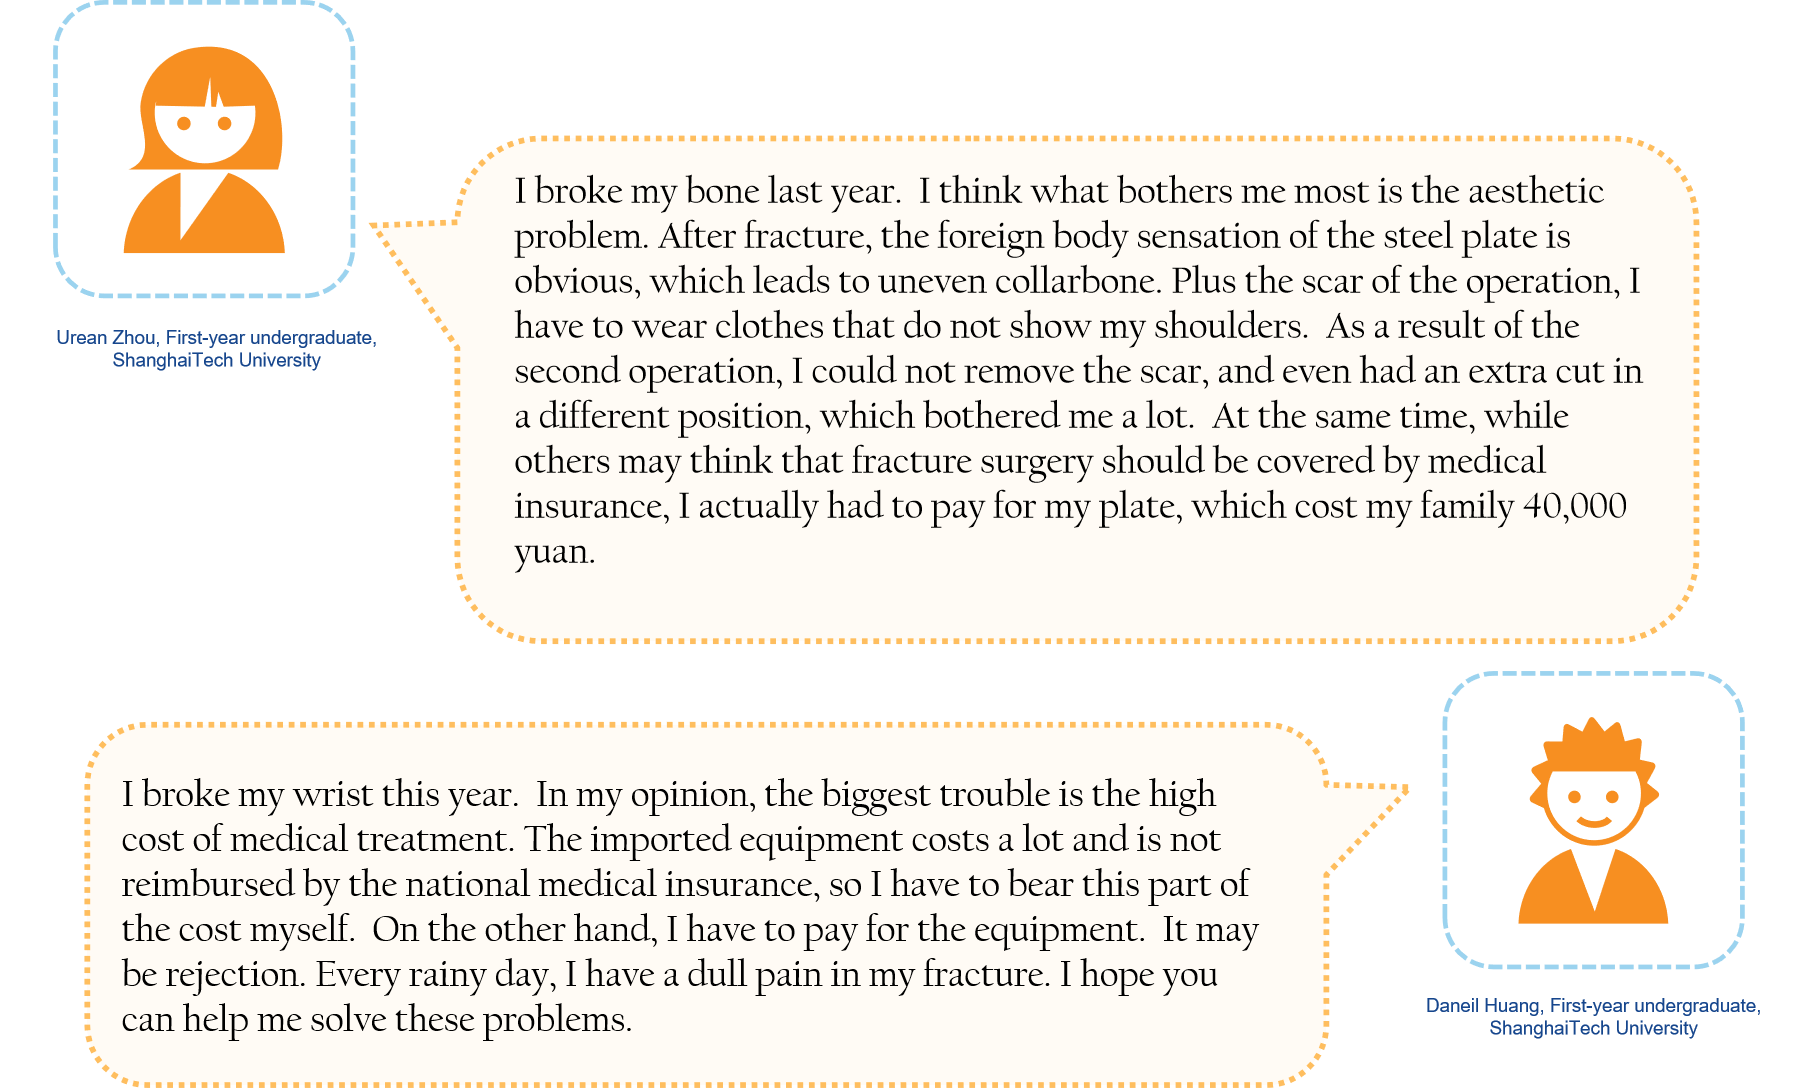 I broke my bone last year.  I think what bothers me most is the aesthetic
problem. After fracture, the foreign body sensation of the steel plate is
obvious, which leads to uneven collarbone. Plus the scar of the operation, I
have to wear clothes that do not show my shoulders.  As a result of the
second operation, I could not remove the scar, and even had an extra cut in
a different position, which bothered me a lot.  At the same time, while
others may think that fracture surgery should be covered by medical
insurance, I actually had to pay for my plate, which cost my family 40,000
yuan.
Urean Zhou, First-year undergraduate,
ShanghaiTech University
I broke my wrist this year.  In my opinion, the biggest trouble is the high
cost of medical treatment. The imported equipment costs a lot and is not
reimbursed by the national medical insurance, so I have to bear this part of
the cost myself.  On the other hand, I have to pay for the equipment.  It may
be rejection. Every rainy day, I have a dull pain in my fracture. I hope you
can help me solve these problems.
Daneil Huang, First-year undergraduate,
ShanghaiTech University